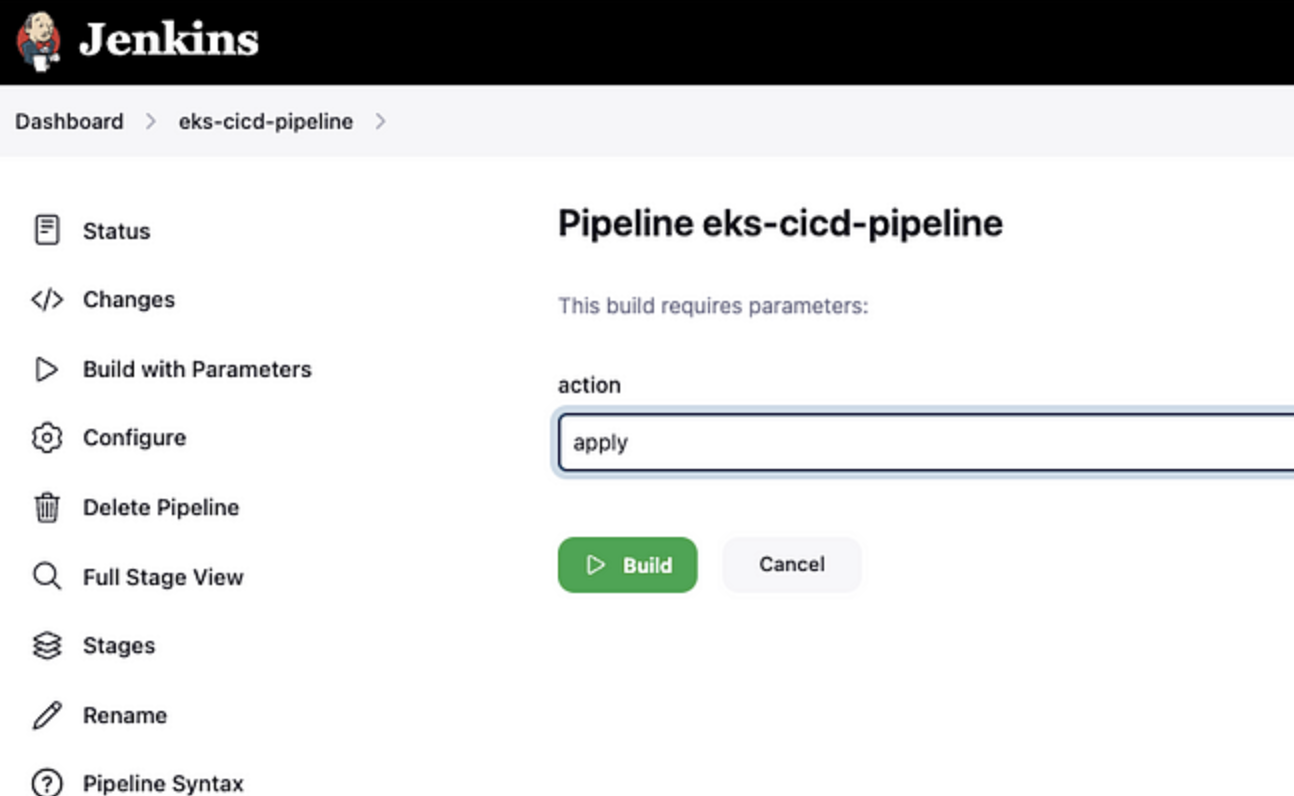 Jenkins
Dashboard
eks-cicd-pipeline
Status
Changes
Build with Parameters
Configure
Delete Pipeline
Full Stage View
Stages
Rename
Pipeline Syntax
Pipeline eks-cicd-pipeline
This build requires parameters:
action
apply
Build
Cancel